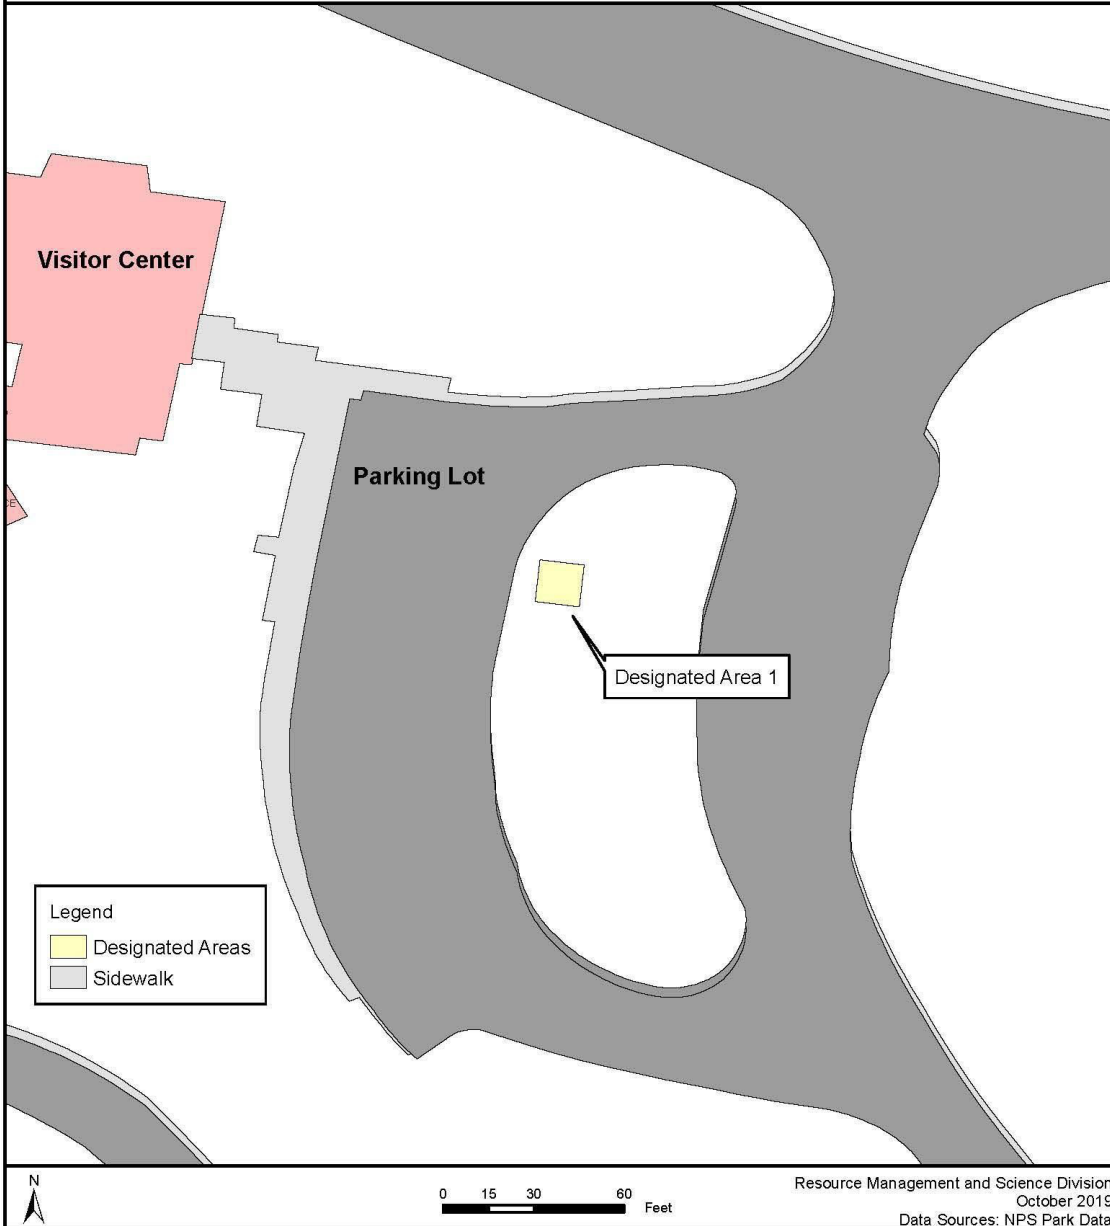 Visitor Center
CE
Parking Lot
Designated Area 1
Legend
Designated Areas
Sidewalk
N
0 15 30 60
Feet
Resource Management and Science Division
October 2019
Data Sources: NPS Park Data